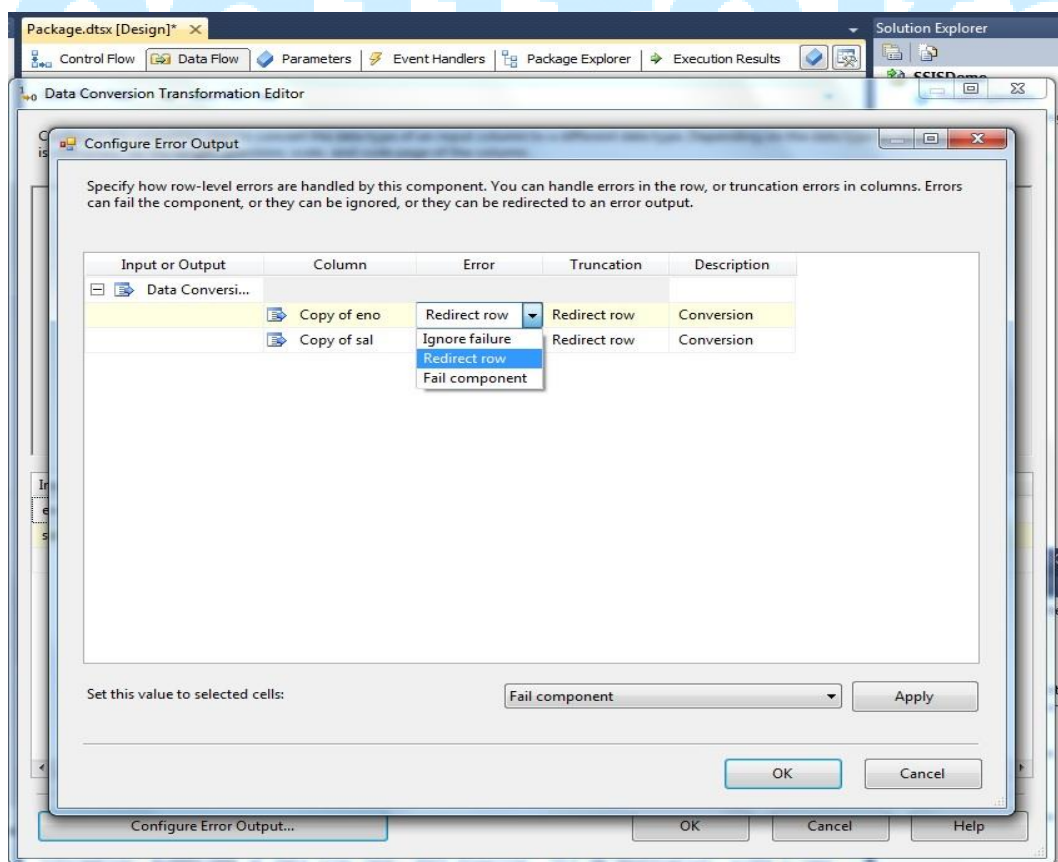 Package.dtsx [Design]*
Solution Explorer
Control Flow Data Flow Parameters Event Handlers Package Explorer Execution Results
SSISDemo
Data Conversion Transformation Editor
Configure Error Output
Specify how row-level errors are handled by this component. You can handle errors in the row, or truncation errors in columns. Errors
can fail the component, or they can be ignored, or they can be redirected to an error output.
Input or Output Column Error Truncation Description
Data Conversi...
Copy of eno Redirect row Redirect row Conversion
Copy of sal Ignore failure Redirect row Conversion
Redirect row
Fail component
Set this value to selected cells: Fail component Apply
OK Cancel
Configure Error Output... OK Cancel Help